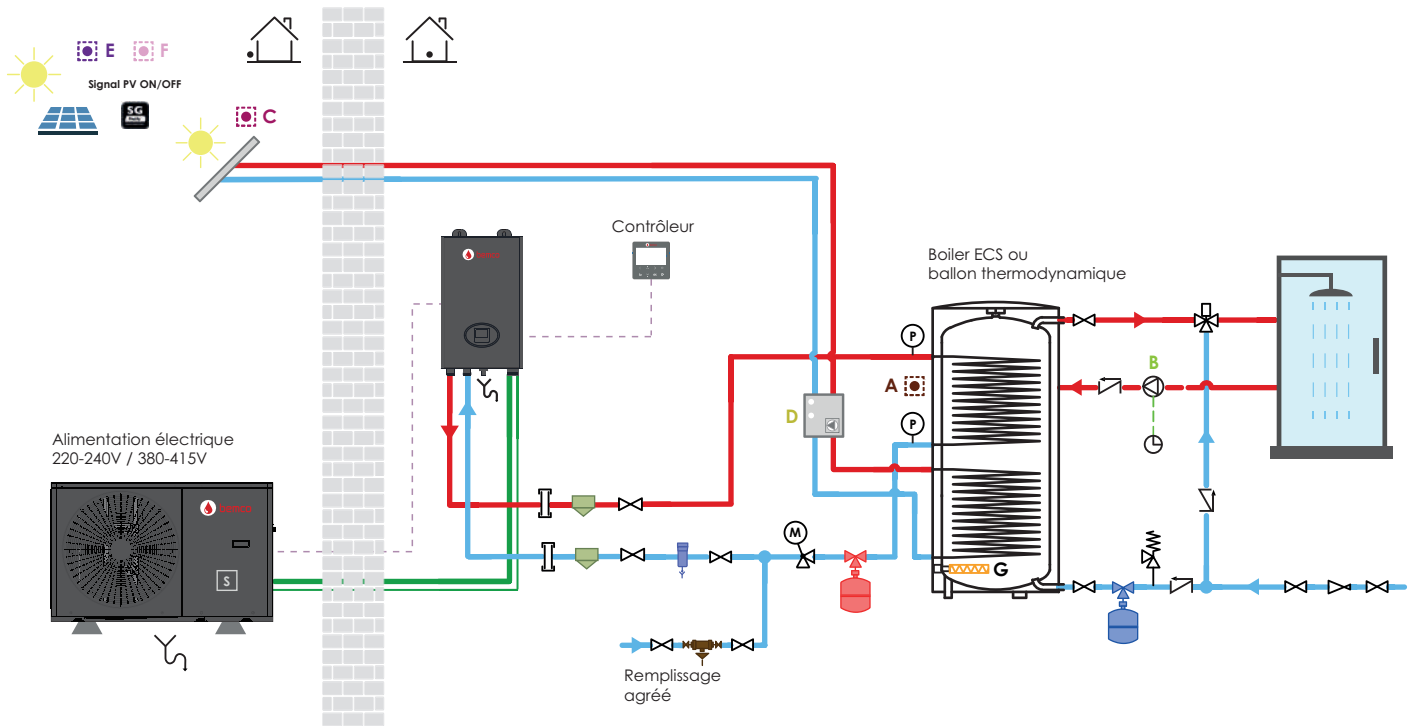 E
F
Signal PV ON/OFF
SG
Ready
C
Contrôleur
Boiler ECS ou
ballon thermodynamique
P
A
B
D
P
Alimentation électrique
220-240V / 380-415V
M
S
G
Remplissage
agréé